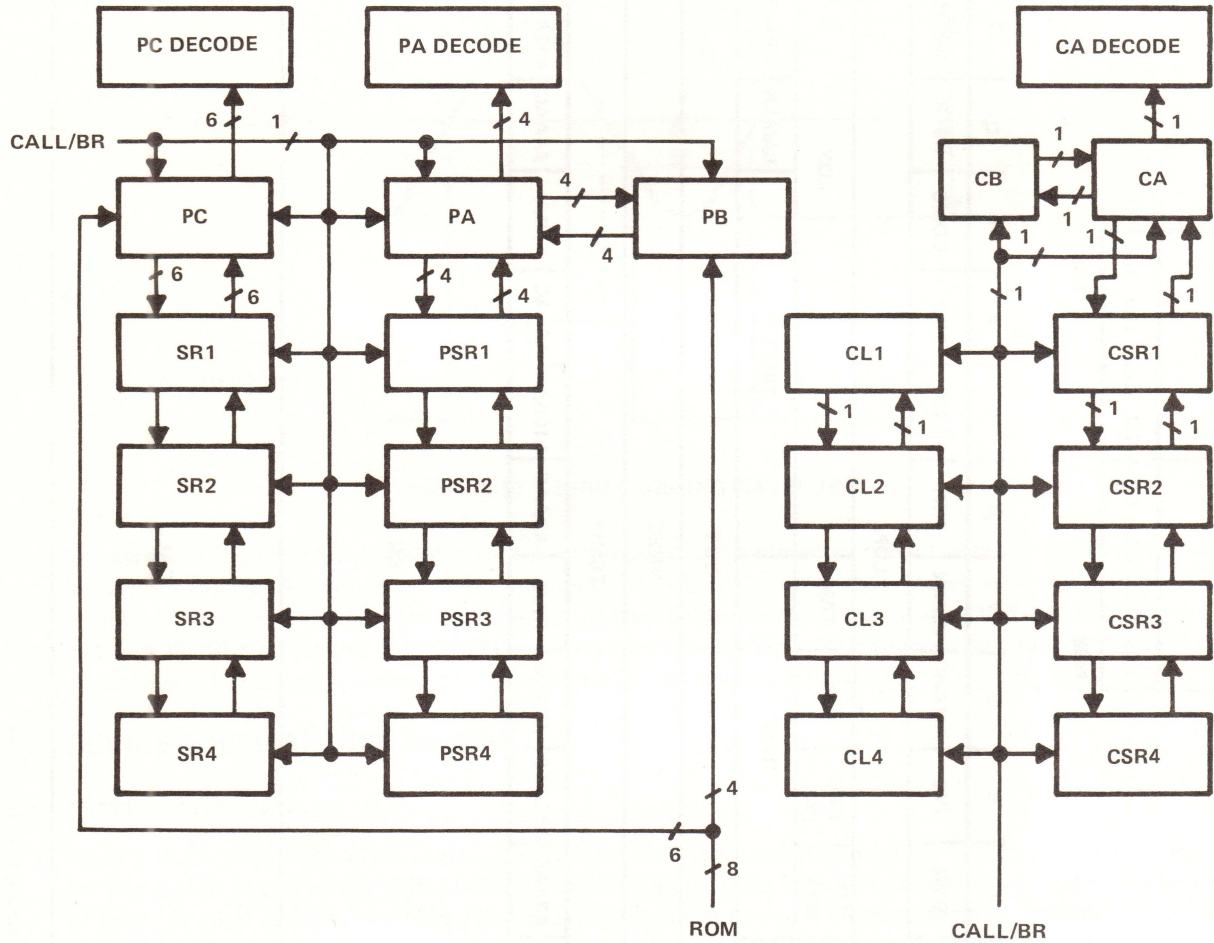 PC DECODE
PA DECODE
CA DECODE
6
1
4
1
CALL/BR
1
CB
CA
PC
PA
4
PB
1
4
1
1
6
6
4
4
1
1
SR1
PSR1
CL1
CSR1
1
1
1
1
SR2
PSR2
CL2
CSR2
SR3
PSR3
CL3
CSR3
SR4
PSR4
CL4
CSR4
4
6
8
ROM
CALL/BR